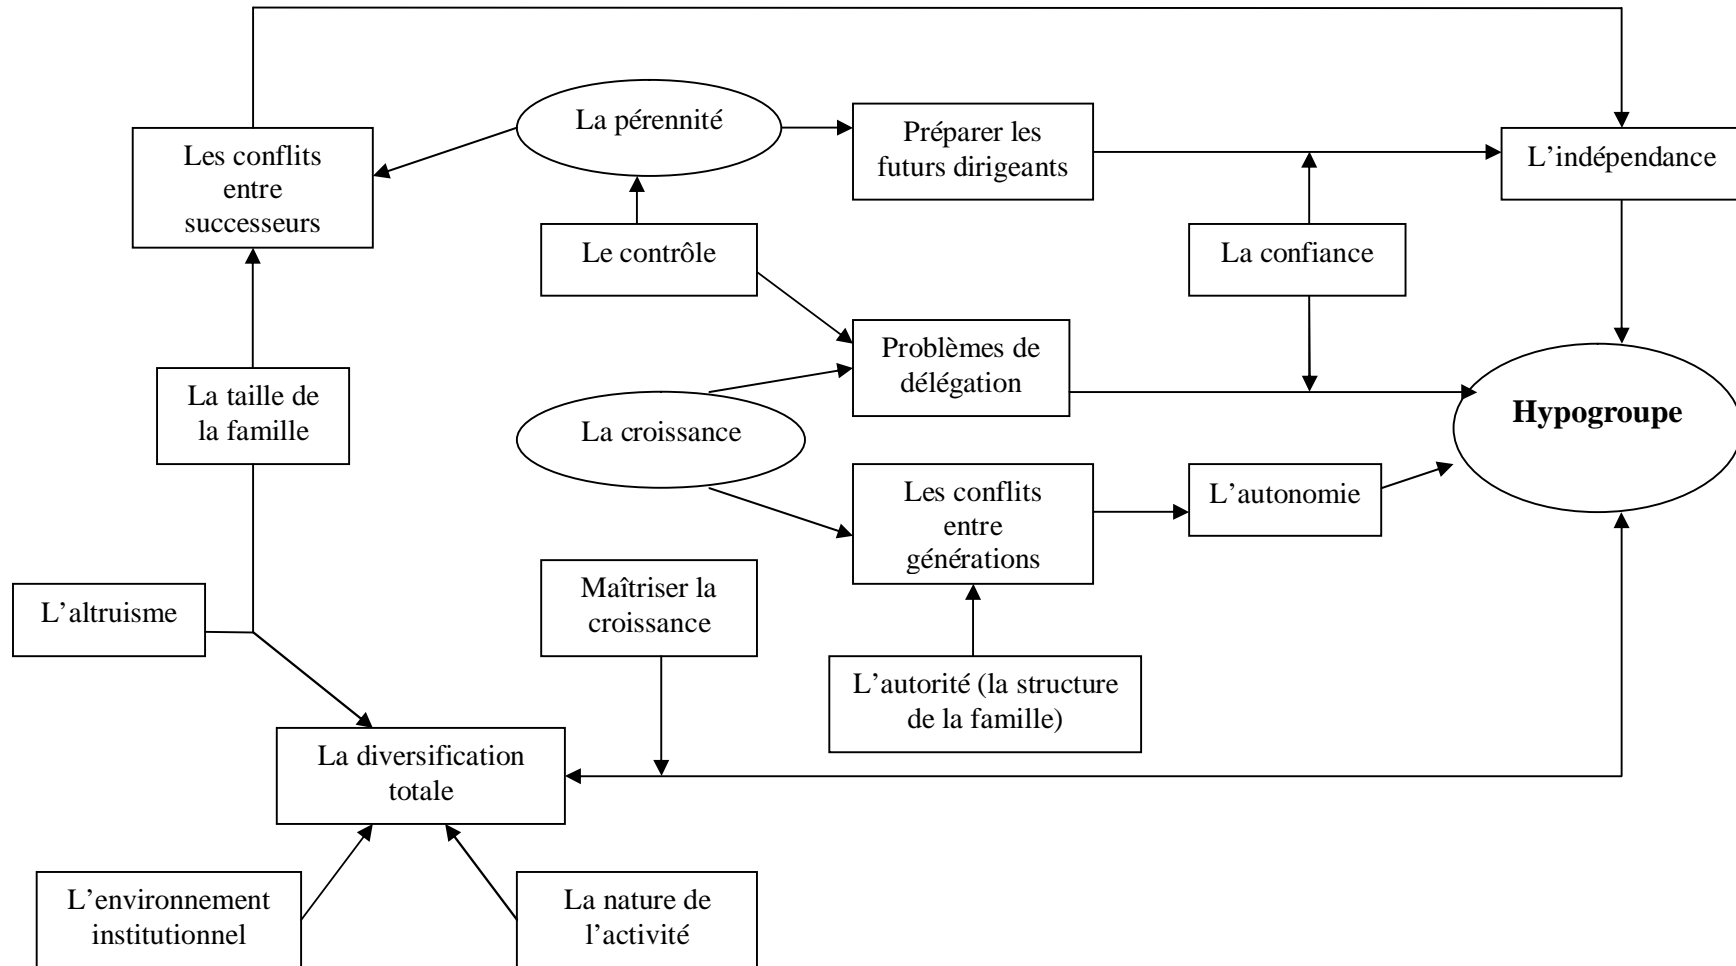 La pérennité
Préparer les
futurs dirigeants
L’indépendance
Les conflits
entre
successeurs
Le contrôle
La confiance
Problèmes de
délégation
La taille de
la famille
La croissance
Hypogroupe
Les conflits
entre
générations
L’autonomie
L’altruisme
Maîtriser la
croissance
L’autorité (la structure
de la famille)
La diversification
totale
L’environnement
institutionnel
La nature de
l’activité